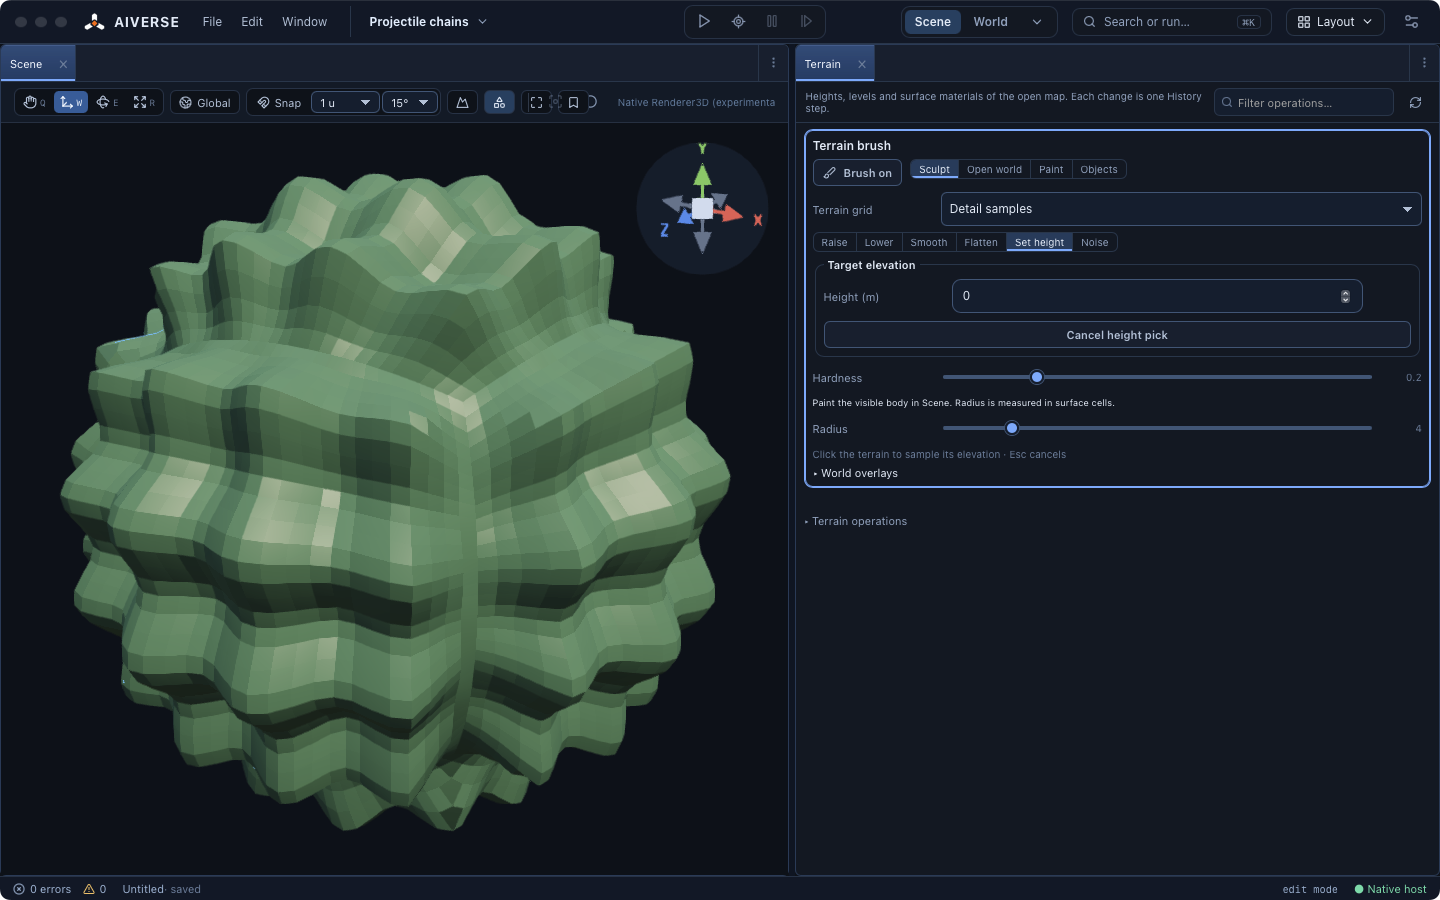 AIVERSE File Edit Window Projectile chains Scene World Search or run... ⌘K Layout
Scene
Terrain
Q W E R Global Snap 1 u 15° Native Renderer3D (experimenta
Heights, levels and surface materials of the open map. Each change is one History
step.
Filter operations...
Terrain brush
Brush on Sculpt Open world Paint Objects
Terrain grid Detail samples
Raise Lower Smooth Flatten Set height Noise
Target elevation
Height (m) 0
Cancel height pick
Hardness 0.2
Paint the visible body in Scene. Radius is measured in surface cells.
Radius 4
Click the terrain to sample its elevation · Esc cancels
World overlays
Terrain operations
Y
X
Z
0 errors 0 Untitled · saved edit mode Native host